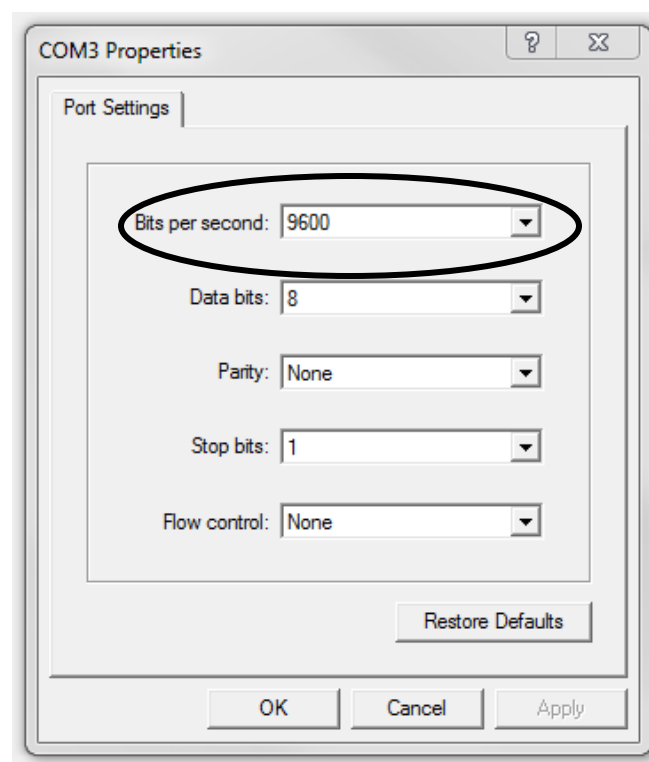 COM3 Properties
Port Settings
Bits per second: 9600
Data bits: 8
Parity: None
Stop bits: 1
Flow control: None
Restore Defaults
OK Cancel Apply